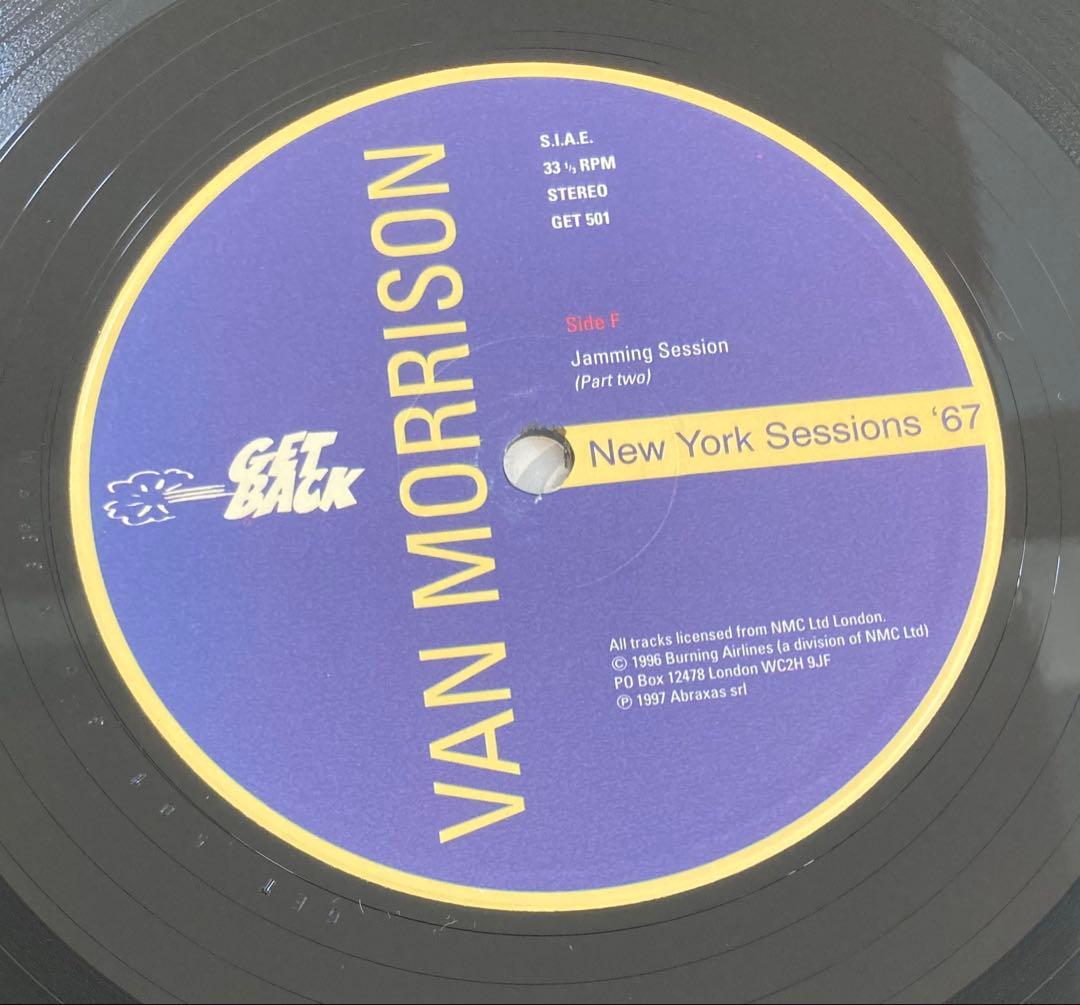 S.I.A.E.
33 ⅓ RPM
STEREO
GET 501
Side F
Jamming Session
(Part two)
New York Sessions ‘67
VAN MORRISON
GET
BACK
All tracks licensed from NMC Ltd London.
© 1996 Burning Airlines (a division of NMC Ltd)
PO Box 12478 London WC2H 9JF
℗ 1997 Abraxas srl